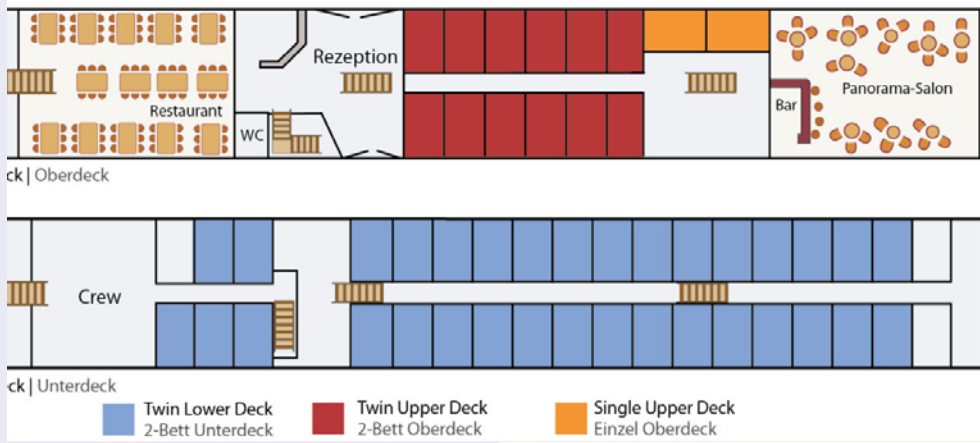 Rezeption
Restaurant
WC
Bar
Panorama-Salon
ck | Oberdeck
Crew
ck | Unterdeck
Twin Lower Deck
2-Bett Unterdeck
Twin Upper Deck
2-Bett Oberdeck
Single Upper Deck
Einzel Oberdeck